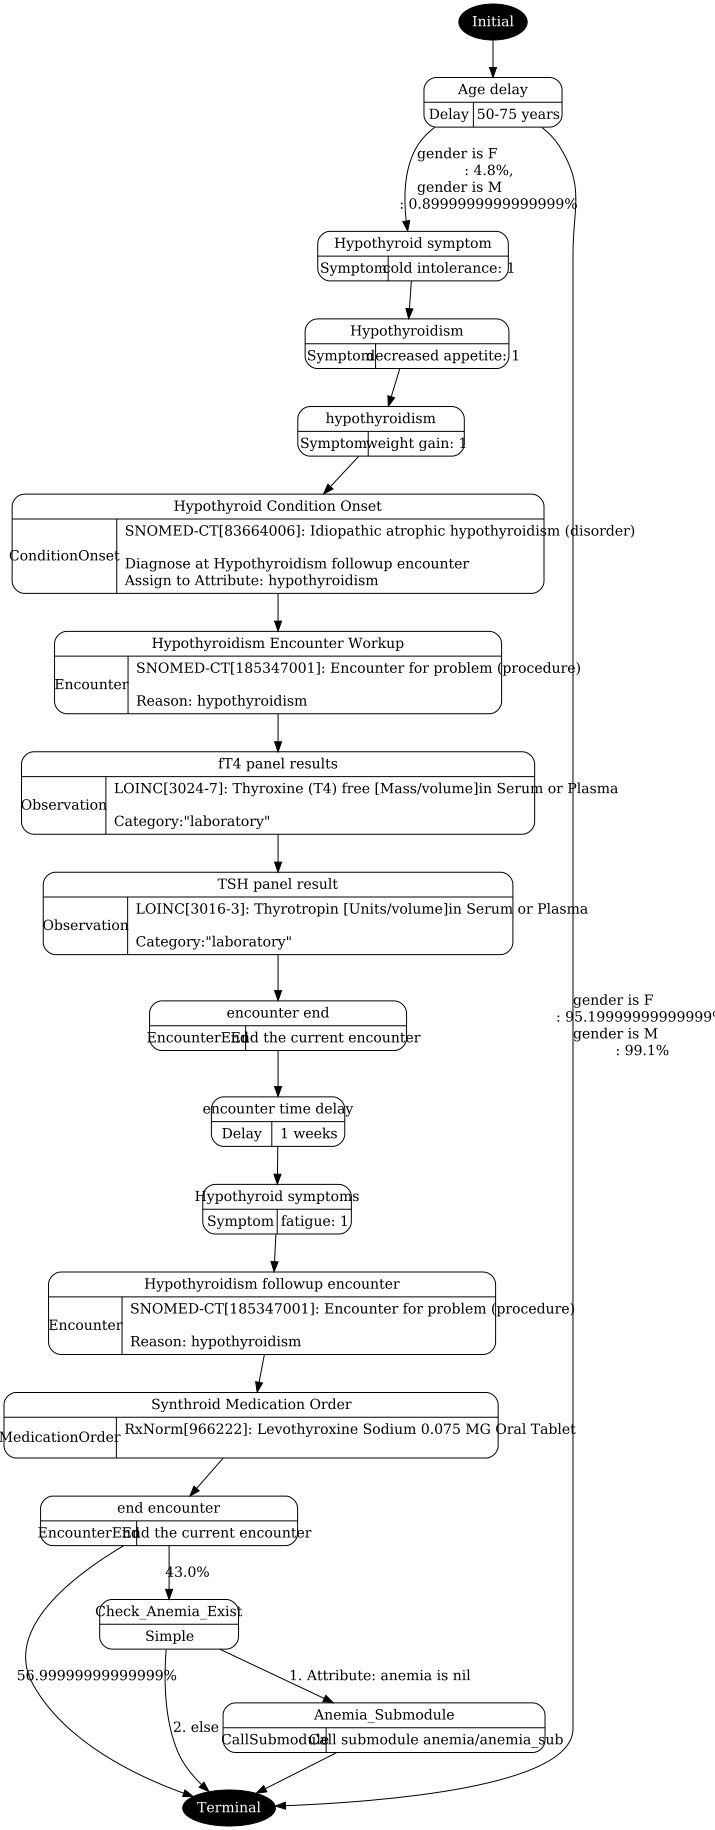 Initial
Age delay
Delay 50-75 years
gender is F
: 4.8%,
gender is M
: 0.8999999999999999%
Hypothyroid symptom
Symptom cold intolerance: 1
Hypothyroidism
Symptom decreased appetite: 1
hypothyroidism
Symptom weight gain: 1
Hypothyroid Condition Onset
ConditionOnset
SNOMED-CT[83664006]: Idiopathic atrophic hypothyroidism (disorder)
Diagnose at Hypothyroidism followup encounter
Assign to Attribute: hypothyroidism
Hypothyroidism Encounter Workup
Encounter
SNOMED-CT[185347001]: Encounter for problem (procedure)
Reason: hypothyroidism
fT4 panel results
Observation
LOINC[3024-7]: Thyroxine (T4) free [Mass/volume]in Serum or Plasma
Category:"laboratory"
TSH panel result
Observation
LOINC[3016-3]: Thyrotropin [Units/volume]in Serum or Plasma
Category:"laboratory"
gender is F
: 95.19999999999999%
gender is M
: 99.1%
encounter end
EncounterEnd End the current encounter
encounter time delay
Delay 1 weeks
Hypothyroid symptoms
Symptom fatigue: 1
Hypothyroidism followup encounter
Encounter
SNOMED-CT[185347001]: Encounter for problem (procedure)
Reason: hypothyroidism
Synthroid Medication Order
MedicationOrder
RxNorm[966222]: Levothyroxine Sodium 0.075 MG Oral Tablet
end encounter
EncounterEnd End the current encounter
43.0%
Check_Anemia_Exist
Simple
56.99999999999999%
1. Attribute: anemia is nil
Anemia_Submodule
2. else
CallSubmodule Call submodule anemia/anemia_sub
Terminal